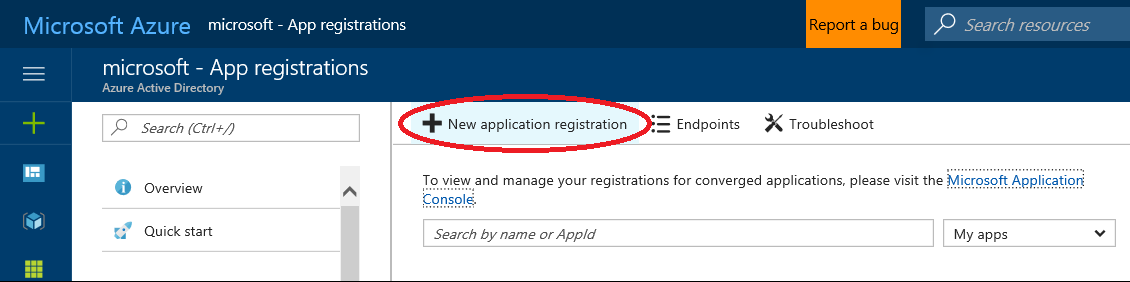 Microsoft Azure microsoft - App registrations Report a bug Search resources
microsoft - App registrations
Azure Active Directory
Search (Ctrl+/)
Overview
Quick start
New application registration Endpoints Troubleshoot
To view and manage your registrations for converged applications, please visit the Microsoft Application
Console.
Search by name or AppId My apps